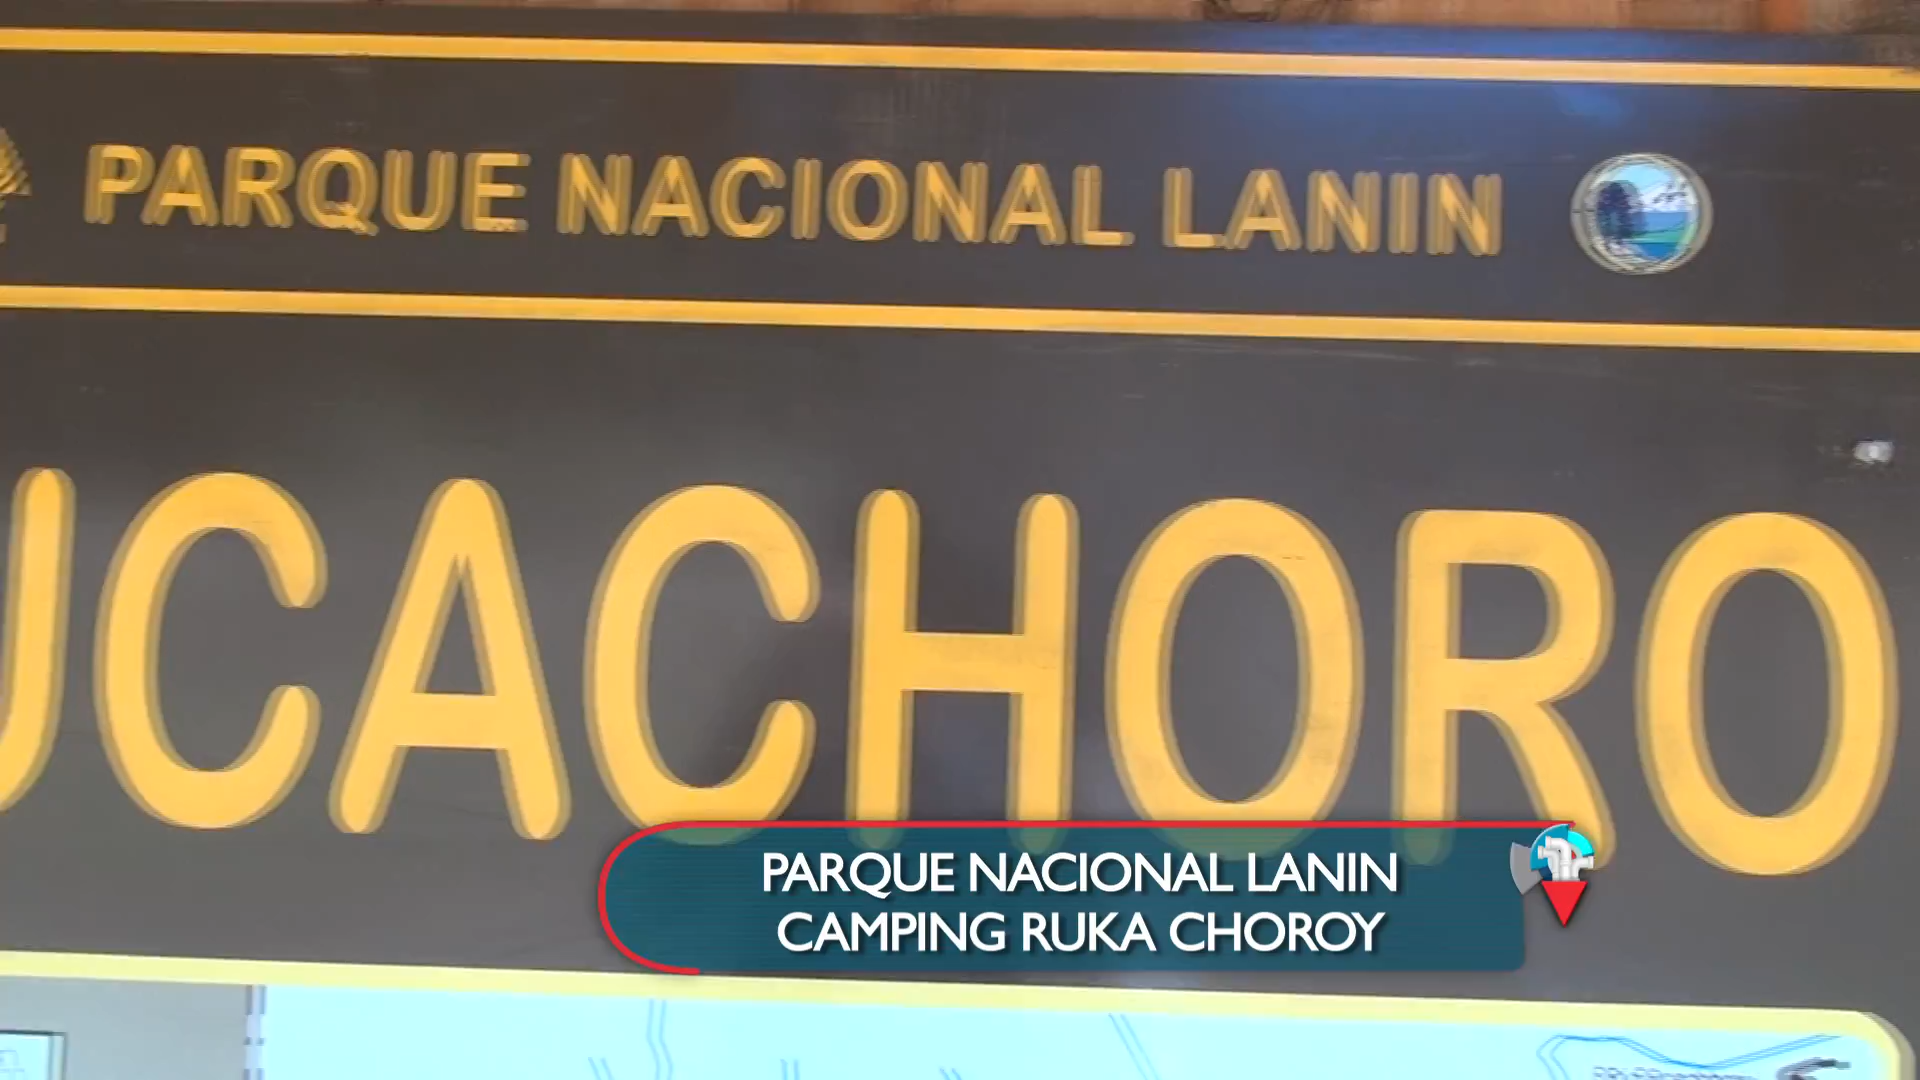 PARQUE NACIONAL LANIN
UCACHORO
PARQUE NACIONAL LANIN
CAMPING RUKA CHOROY